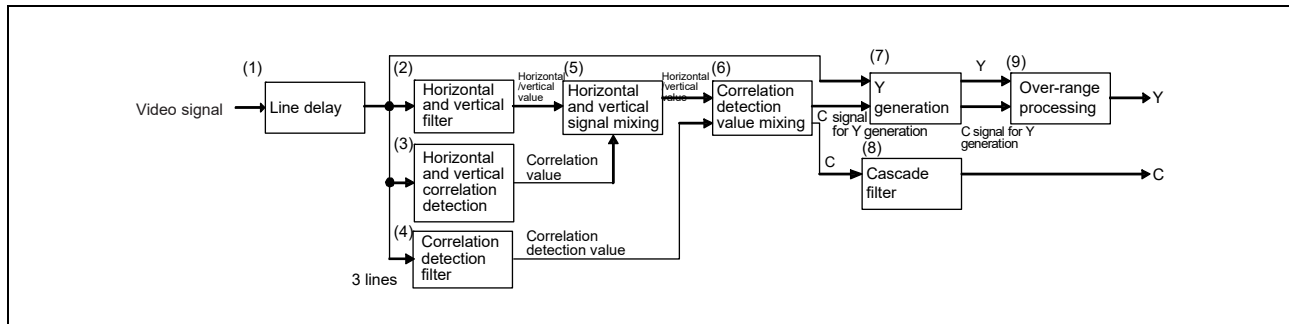 (1)
Video signal
Line delay
(2)
Horizontal
and vertical
filter
Horizontal
/vertical
value
(3)
Horizontal
and vertical
correlation
detection
Correlation
value
(4)
Correlation
detection
filter
3 lines
Correlation
detection value
(5)
Horizontal
and vertical
signal mixing
Horizontal
/vertical
value
(6)
Correlation
detection
value mixing
C signal
for Y generation
C
(7)
Y
generation
Y
C signal for Y
generation
(8)
Cascade
filter
(9)
Over-range
processing
Y
C